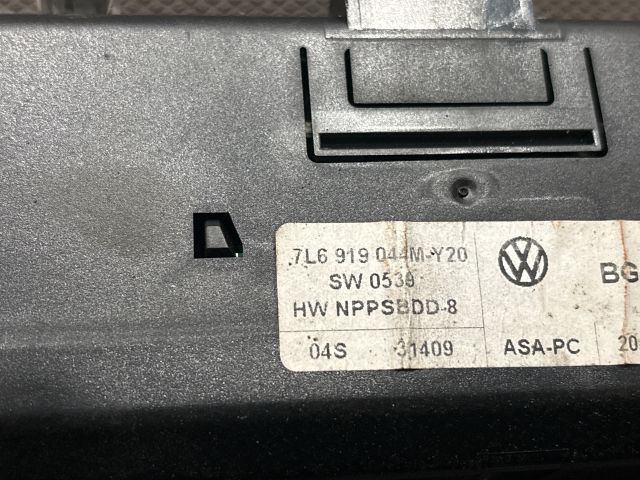 7L6 919 044M-Y20
SW 0539
HW NPPSBDD-8
BG
04S 31409 ASA-PC 20